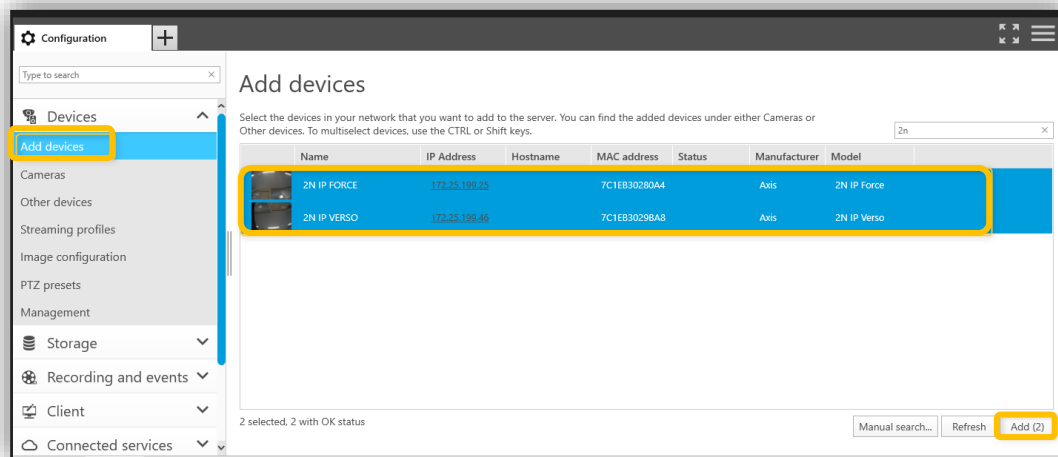 Configuration
Type to search
Devices
Add devices
Cameras
Other devices
Streaming profiles
Image configuration
PTZ presets
Management
Storage
Recording and events
Client
Connected services
Add devices
Select the devices in your network that you want to add to the server. You can find the added devices under either Cameras or
Other devices. To multiselect devices, use the CTRL or Shift keys.
2n
Name IP Address Hostname MAC address Status Manufacturer Model
2N IP FORCE 172.25.199.25 7C1EB30280A4 Axis 2N IP Force
2N IP VERSO 172.25.199.46 7C1EB3029BA8 Axis 2N IP Verso
2 selected, 2 with OK status
Manual search... Refresh Add (2)